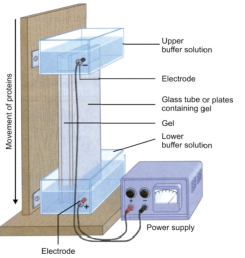 Upper
buffer solution
Electrode
Glass tube or plates
containing gel
Gel
Lower
buffer solution
Movement of proteins
+
Power supply
Electrode